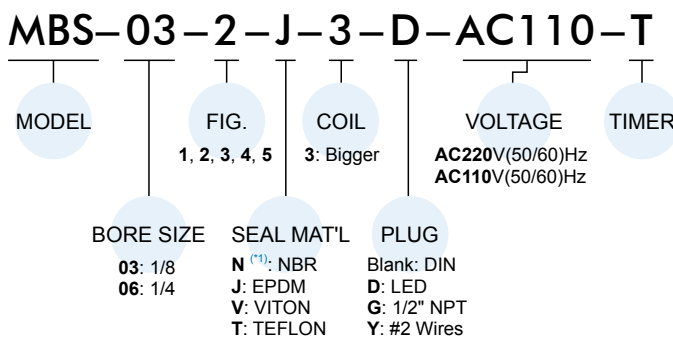 MBS-03-2-J-3-D-AC110-T
MODEL
FIG.
1, 2, 3, 4, 5
COIL
3: Bigger
VOLTAGE
AC220V(50/60)Hz
AC110V(50/60)Hz
TIMER
BORE SIZE
03: 1/8
06: 1/4
SEAL MAT'L
N (*1): NBR
J: EPDM
V: VITON
T: TEFLON
PLUG
Blank: DIN
D: LED
G: 1/2" NPT
Y: #2 Wires